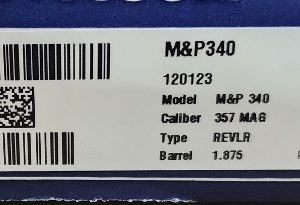 M&P340
120123
Model M&P 340
Caliber 357 MAG
Type REVLR
Barrel 1.875